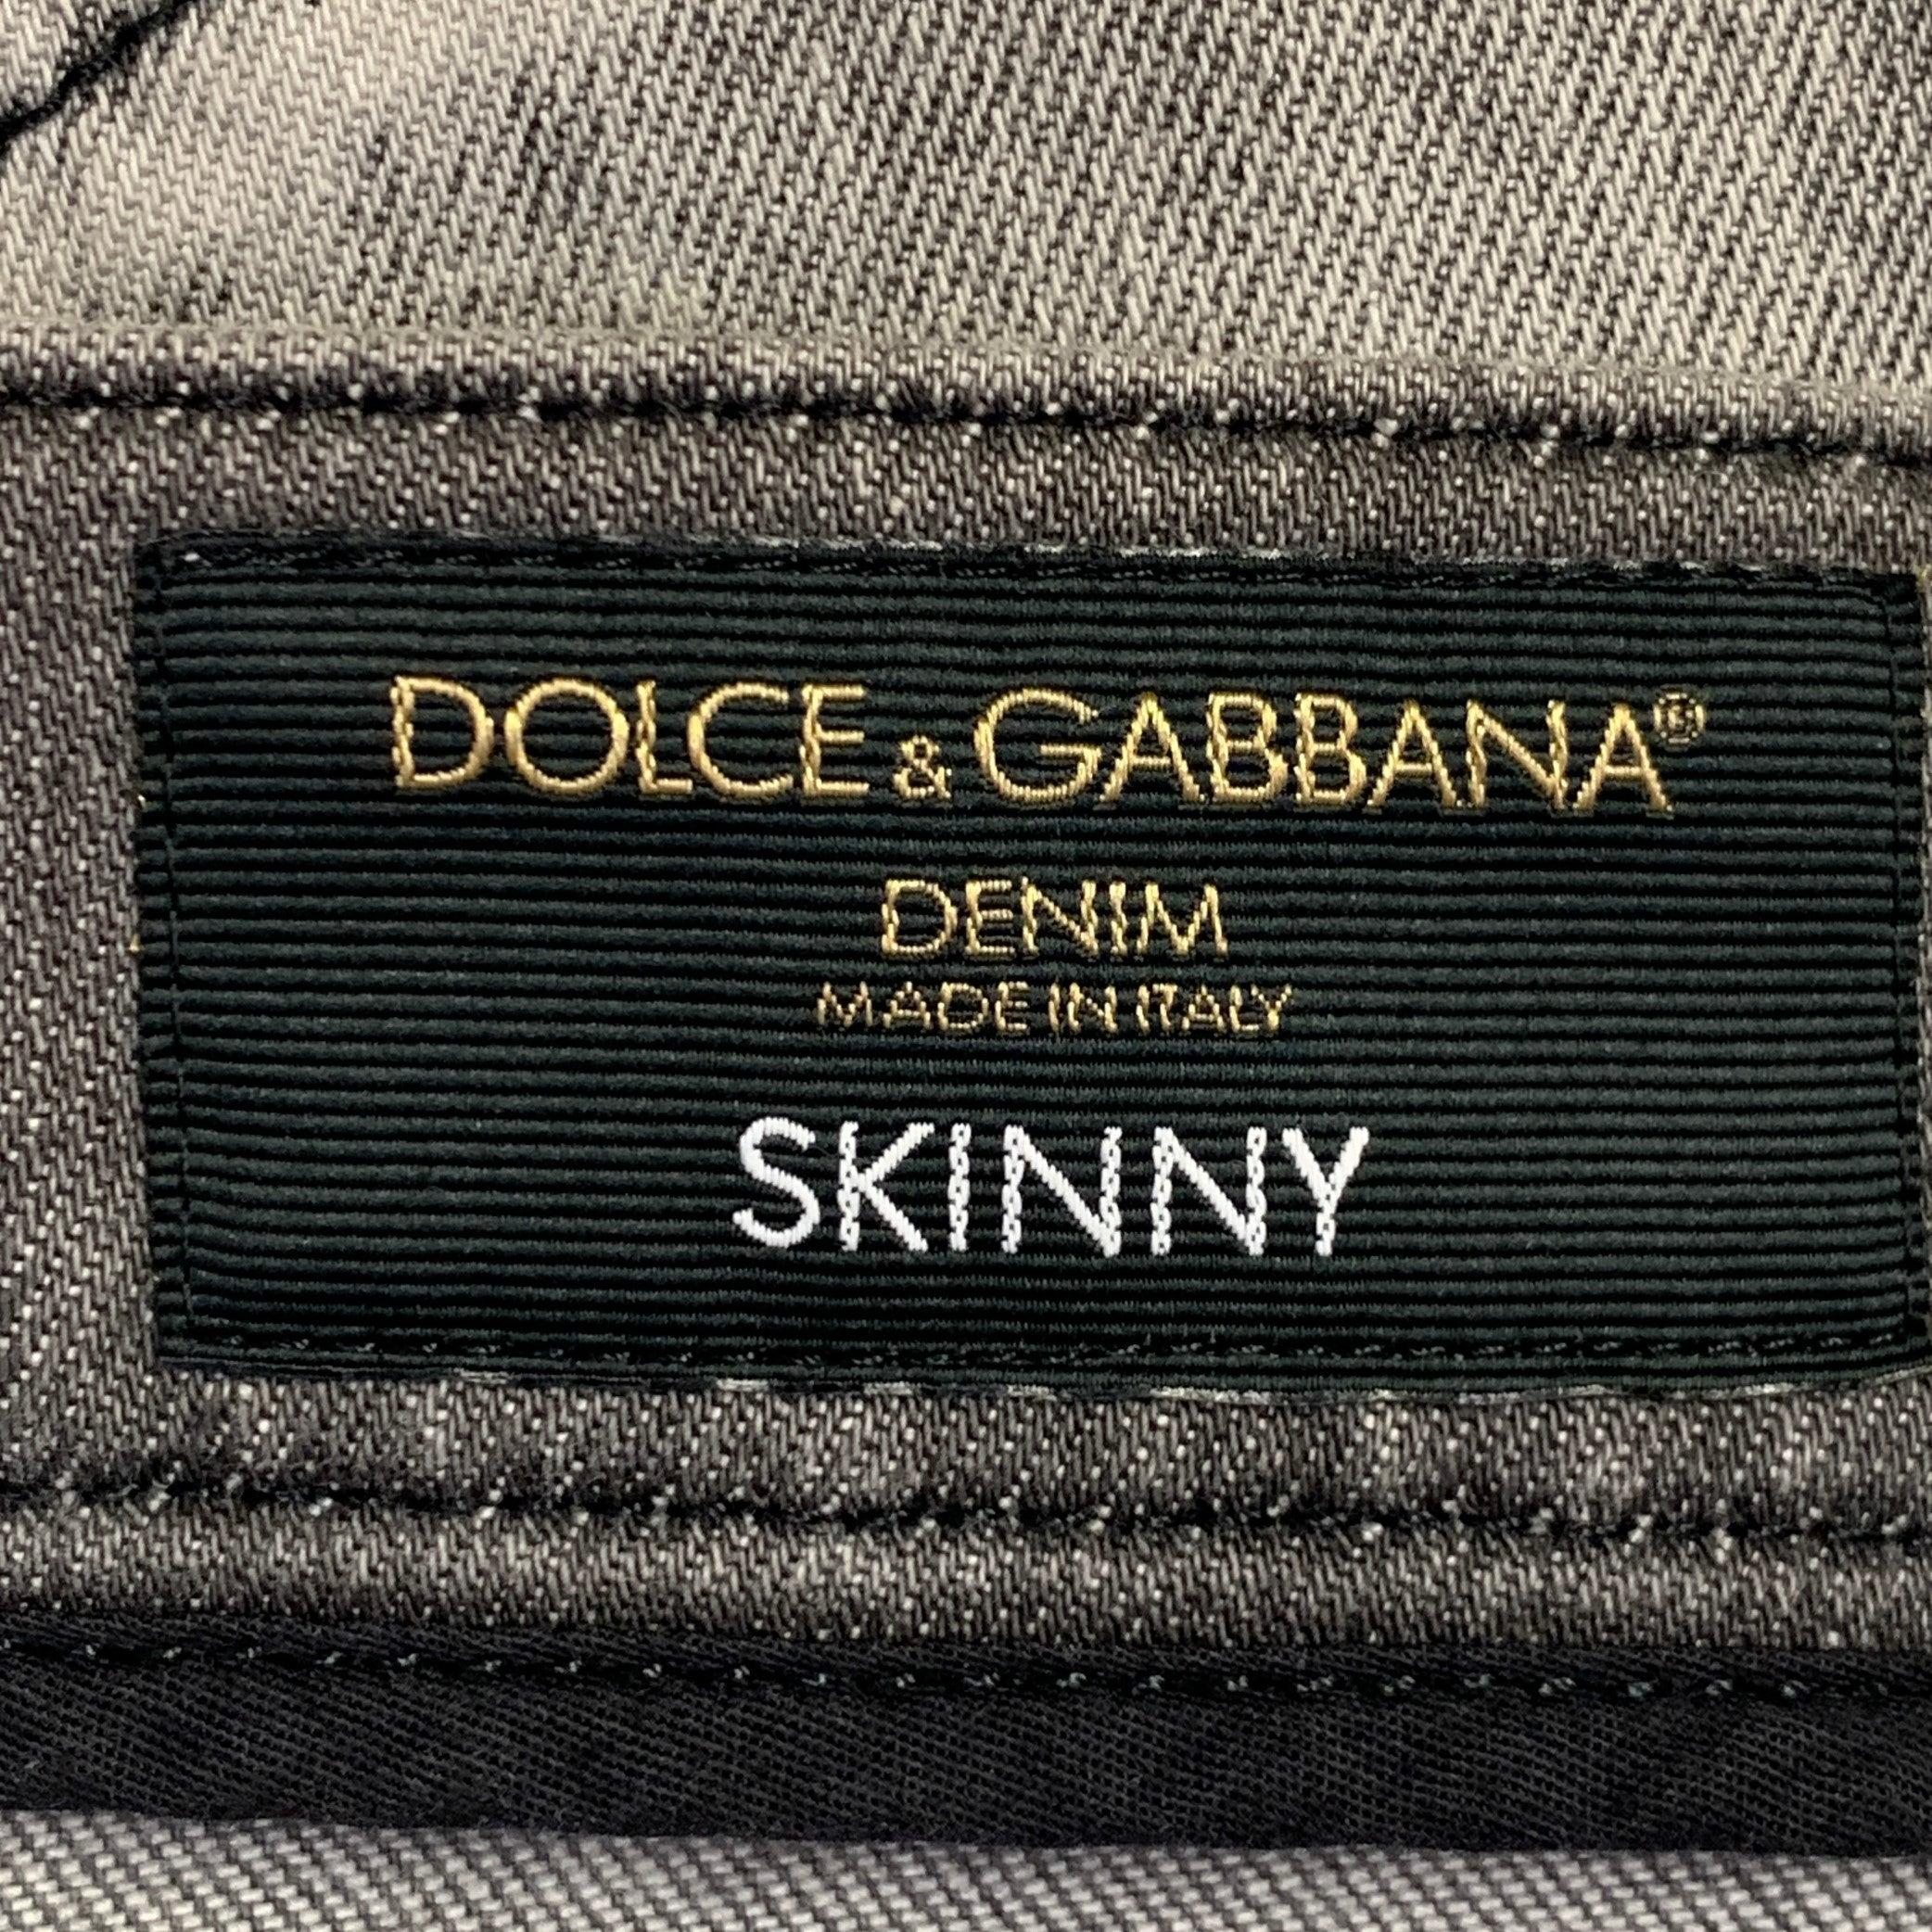 DOLCE & GABBANA®
DENIM
MADE IN ITALY
SKINNY